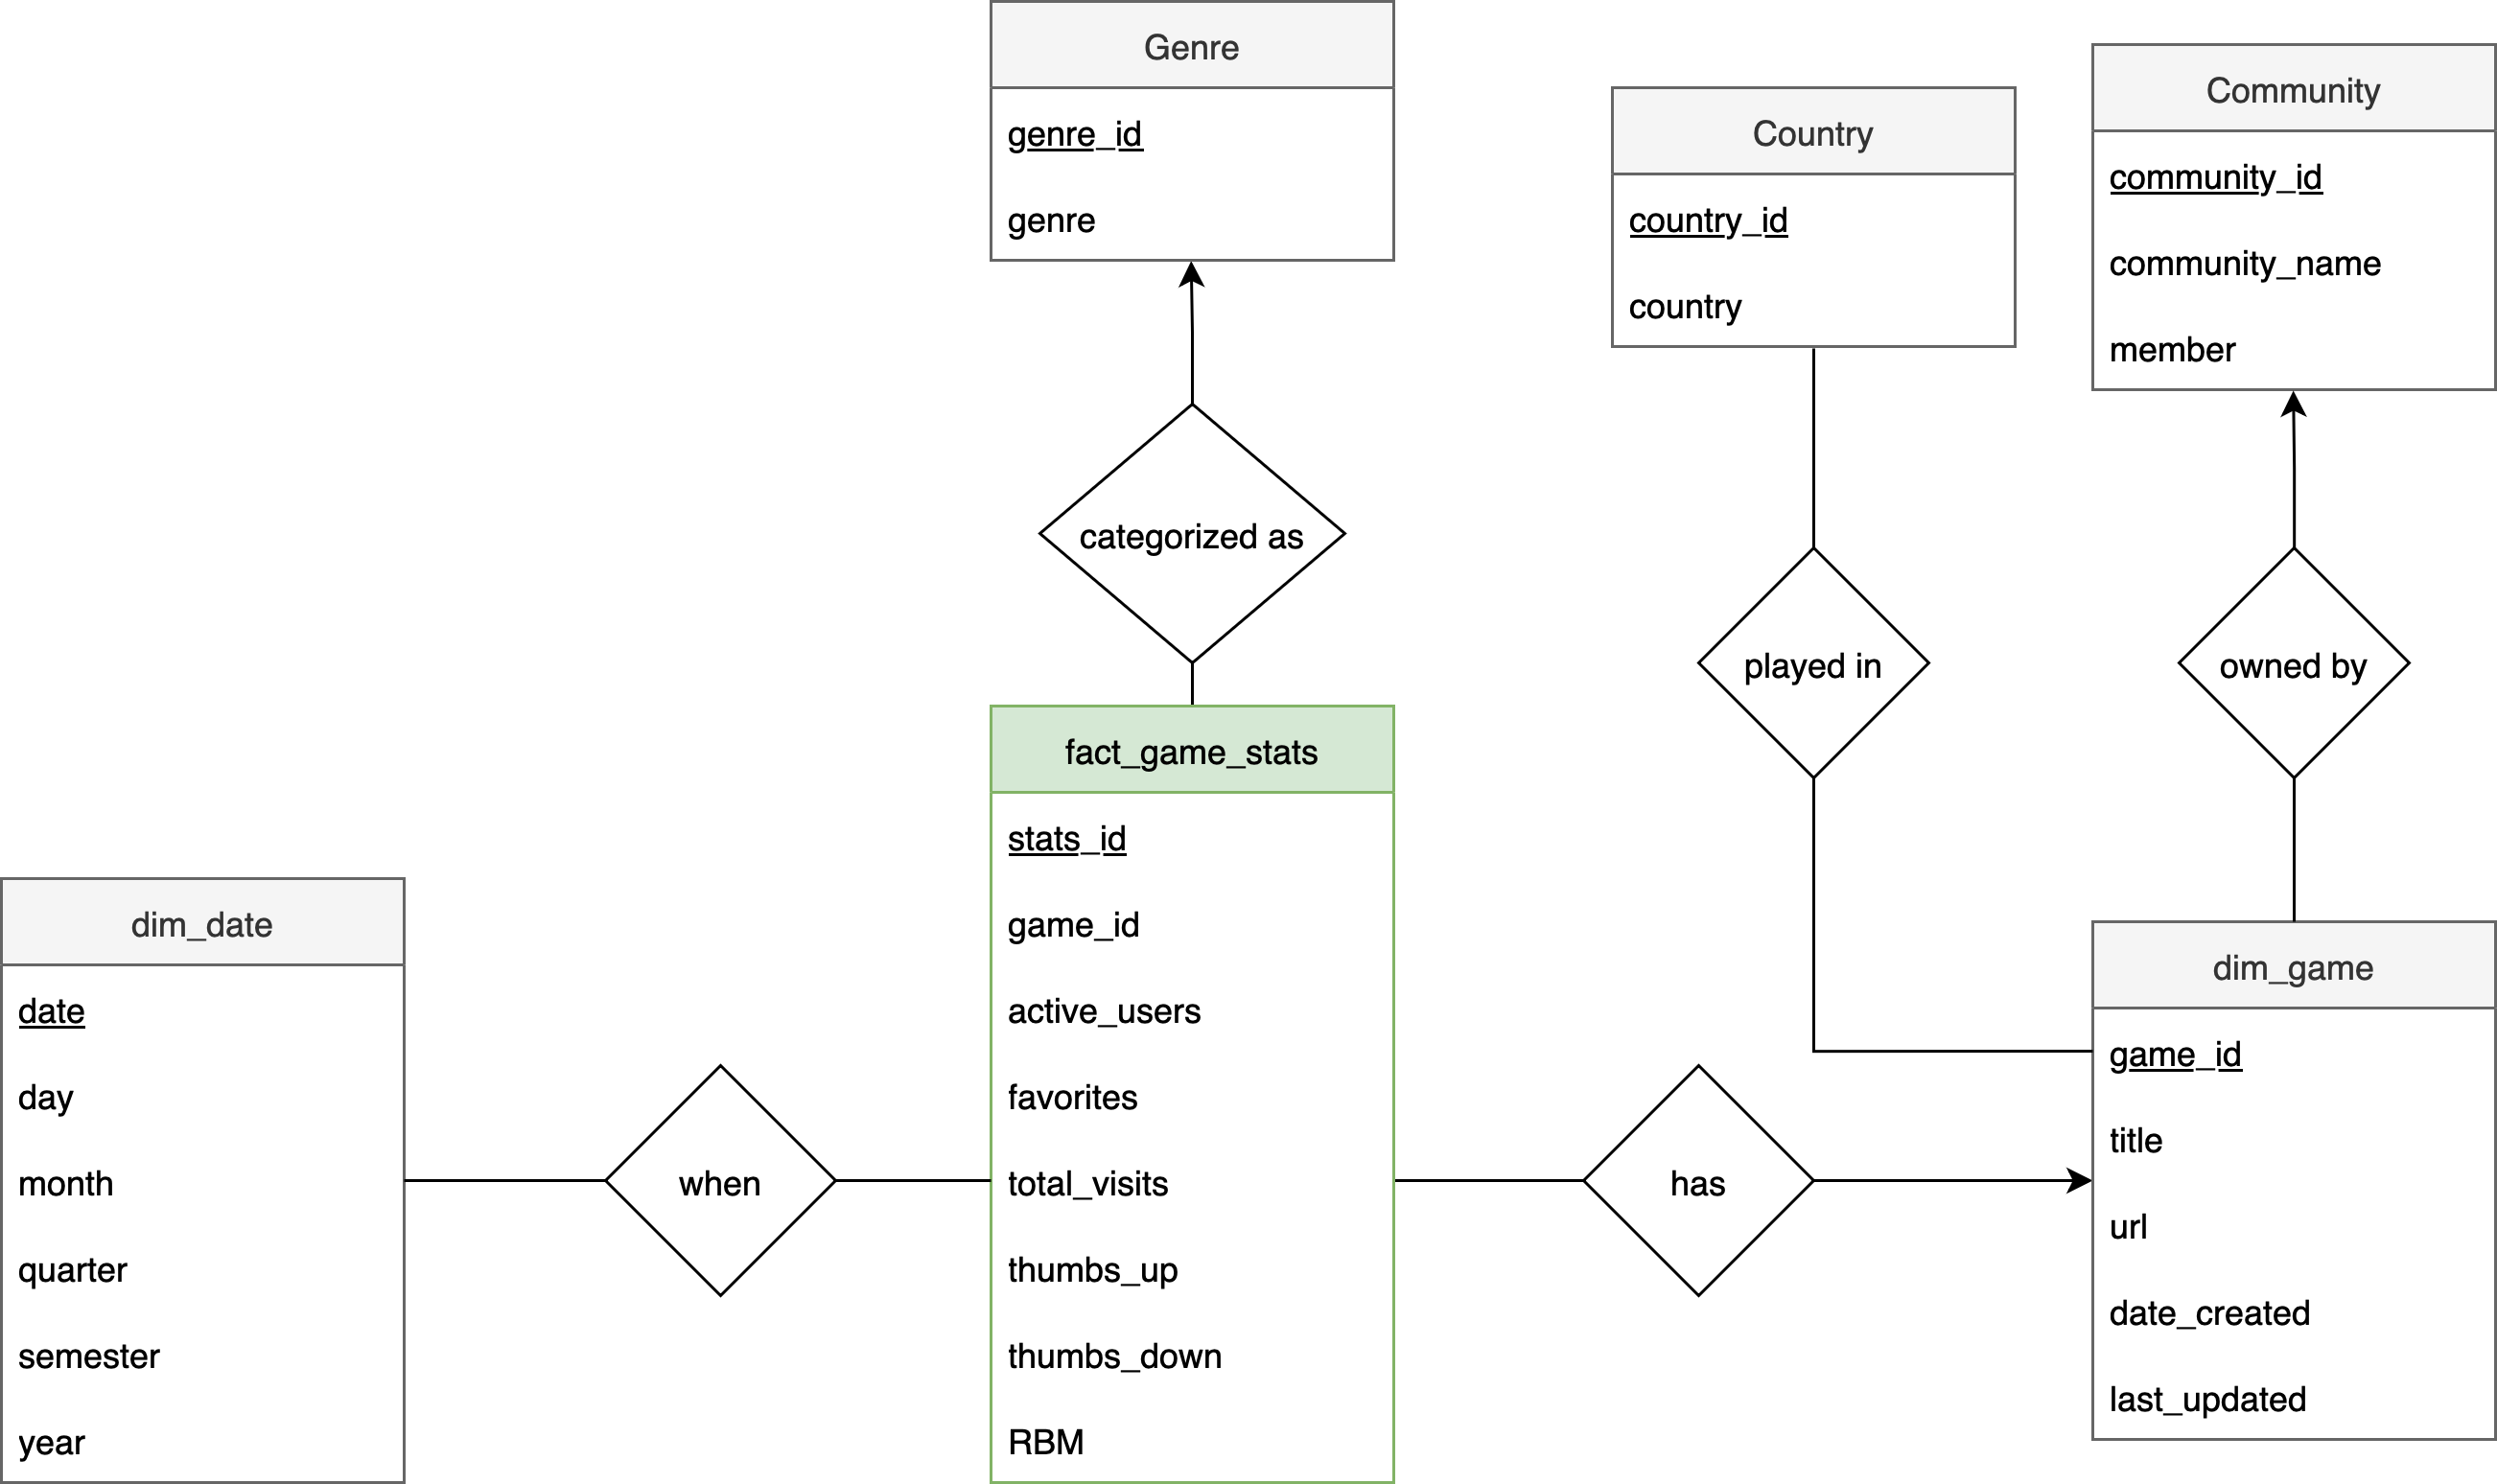 Genre
genre_id
genre
Country
country_id
country
Community
community_id
community_name
member
categorized as
played in
owned by
fact_game_stats
stats_id
game_id
active_users
favorites
total_visits
thumbs_up
thumbs_down
RBM
dim_date
date
day
month
quarter
semester
year
when
has
dim_game
game_id
title
url
date_created
last_updated